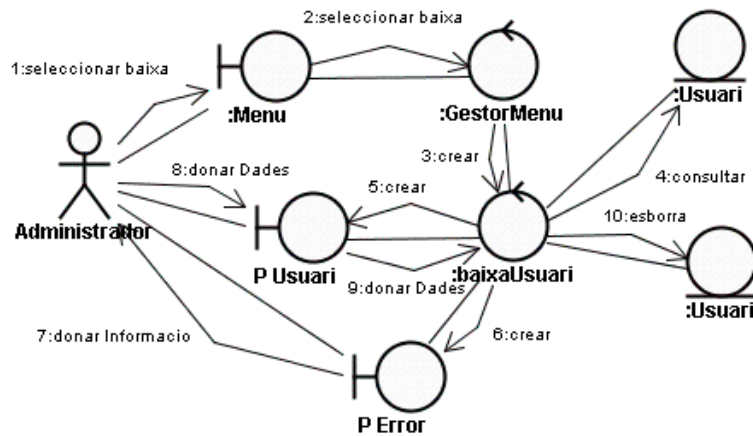 2:seleccionar baixa
1:seleccionar baixa
:Menu
:GestorMenu
:Usuari
3:crear
8:donar Dades
5:crear
4:consultar
10:esborra
Administrador
P Usuari
:baixaUsuari
9:donar Dades
:Usuari
7:donar Informacio
6:crear
P Error